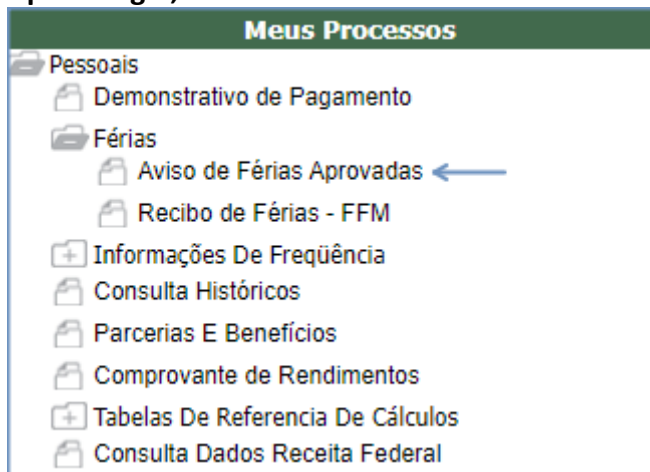 Meus Processos
Pessoais
Demonstrativo de Pagamento
Férias
Aviso de Férias Aprovadas
Recibo de Férias - FFM
Informações De Freqüência
Consulta Históricos
Parcerias E Benefícios
Comprovante de Rendimentos
Tabelas De Referencia De Cálculos
Consulta Dados Receita Federal